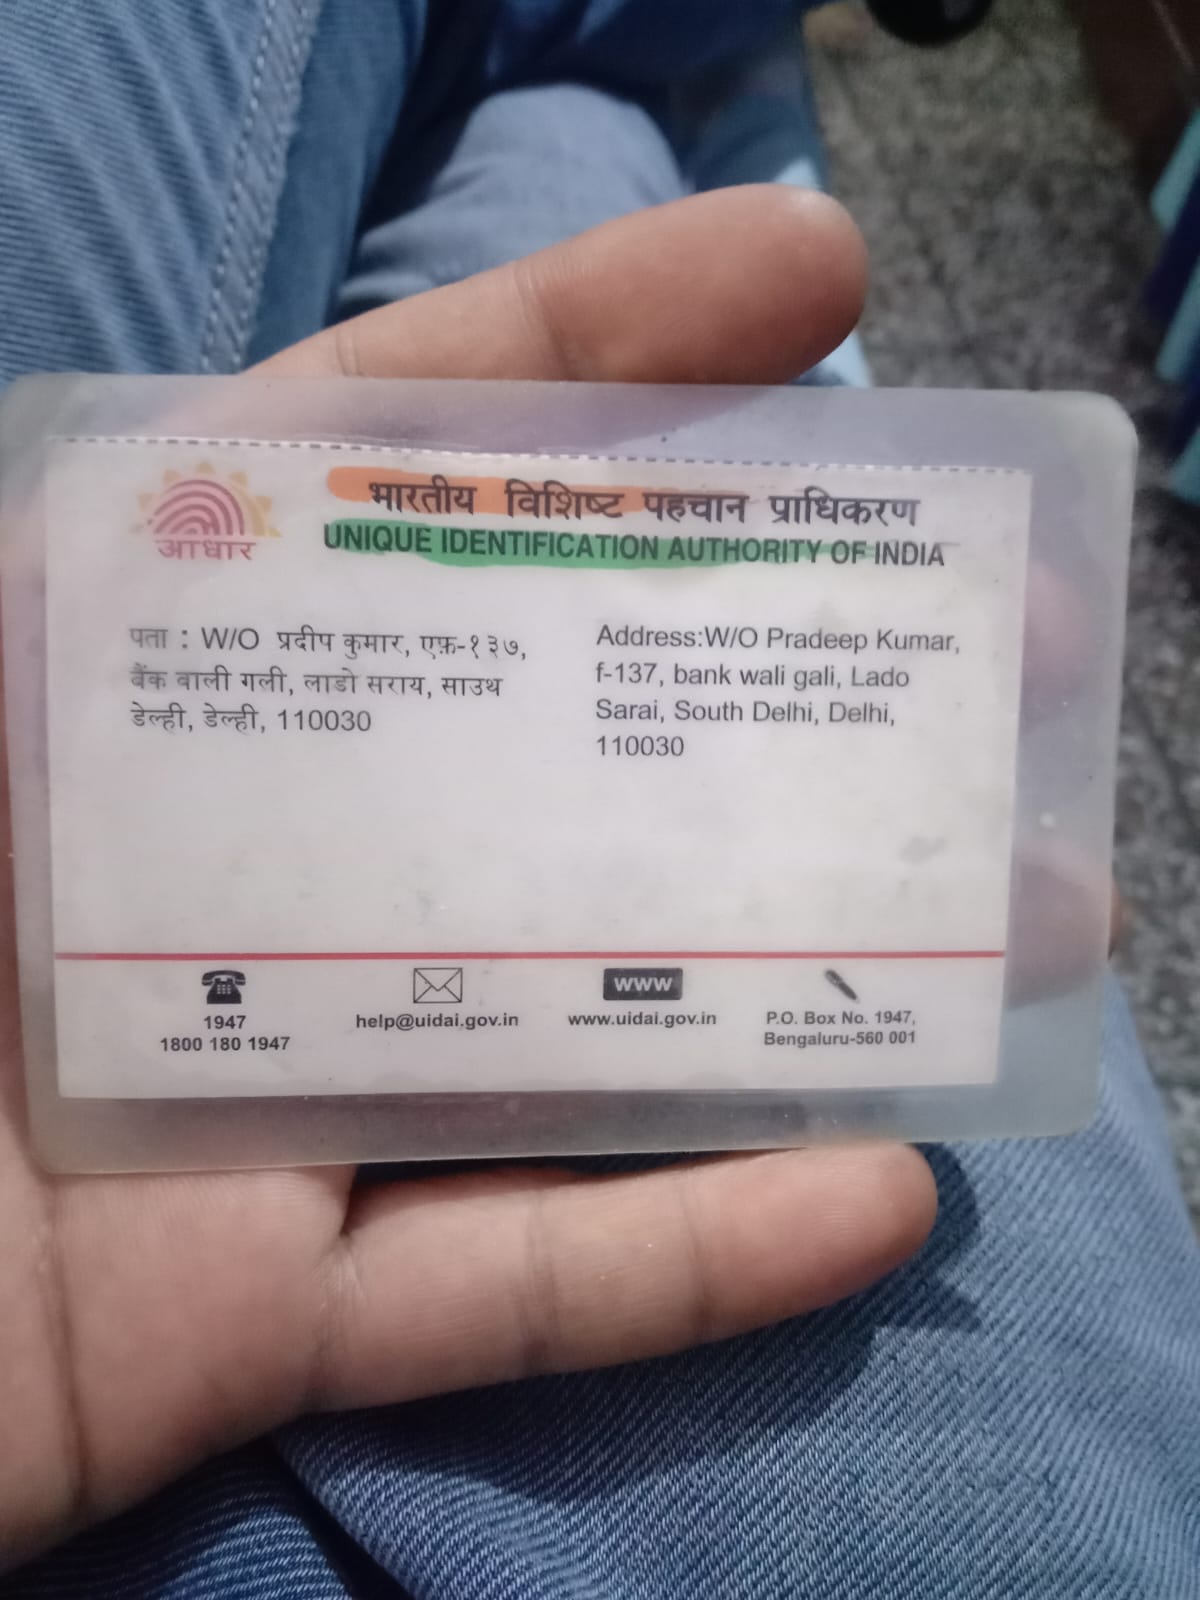 आधार
भारतीय विशिष्ट पहचान प्राधिकरण
UNIQUE IDENTIFICATION AUTHORITY OF INDIA
पता : W/O प्रदीप कुमार, एफ़-१३७,
बैंक वाली गली, लाडो सराय, साउथ
डेल्ही, डेल्ही, 110030
Address:W/O Pradeep Kumar,
f-137, bank wali gali, Lado
Sarai, South Delhi, Delhi,
110030
1947
1800 180 1947
help@uidai.gov.in
www
www.uidai.gov.in
P.O. Box No. 1947,
Bengaluru-560 001